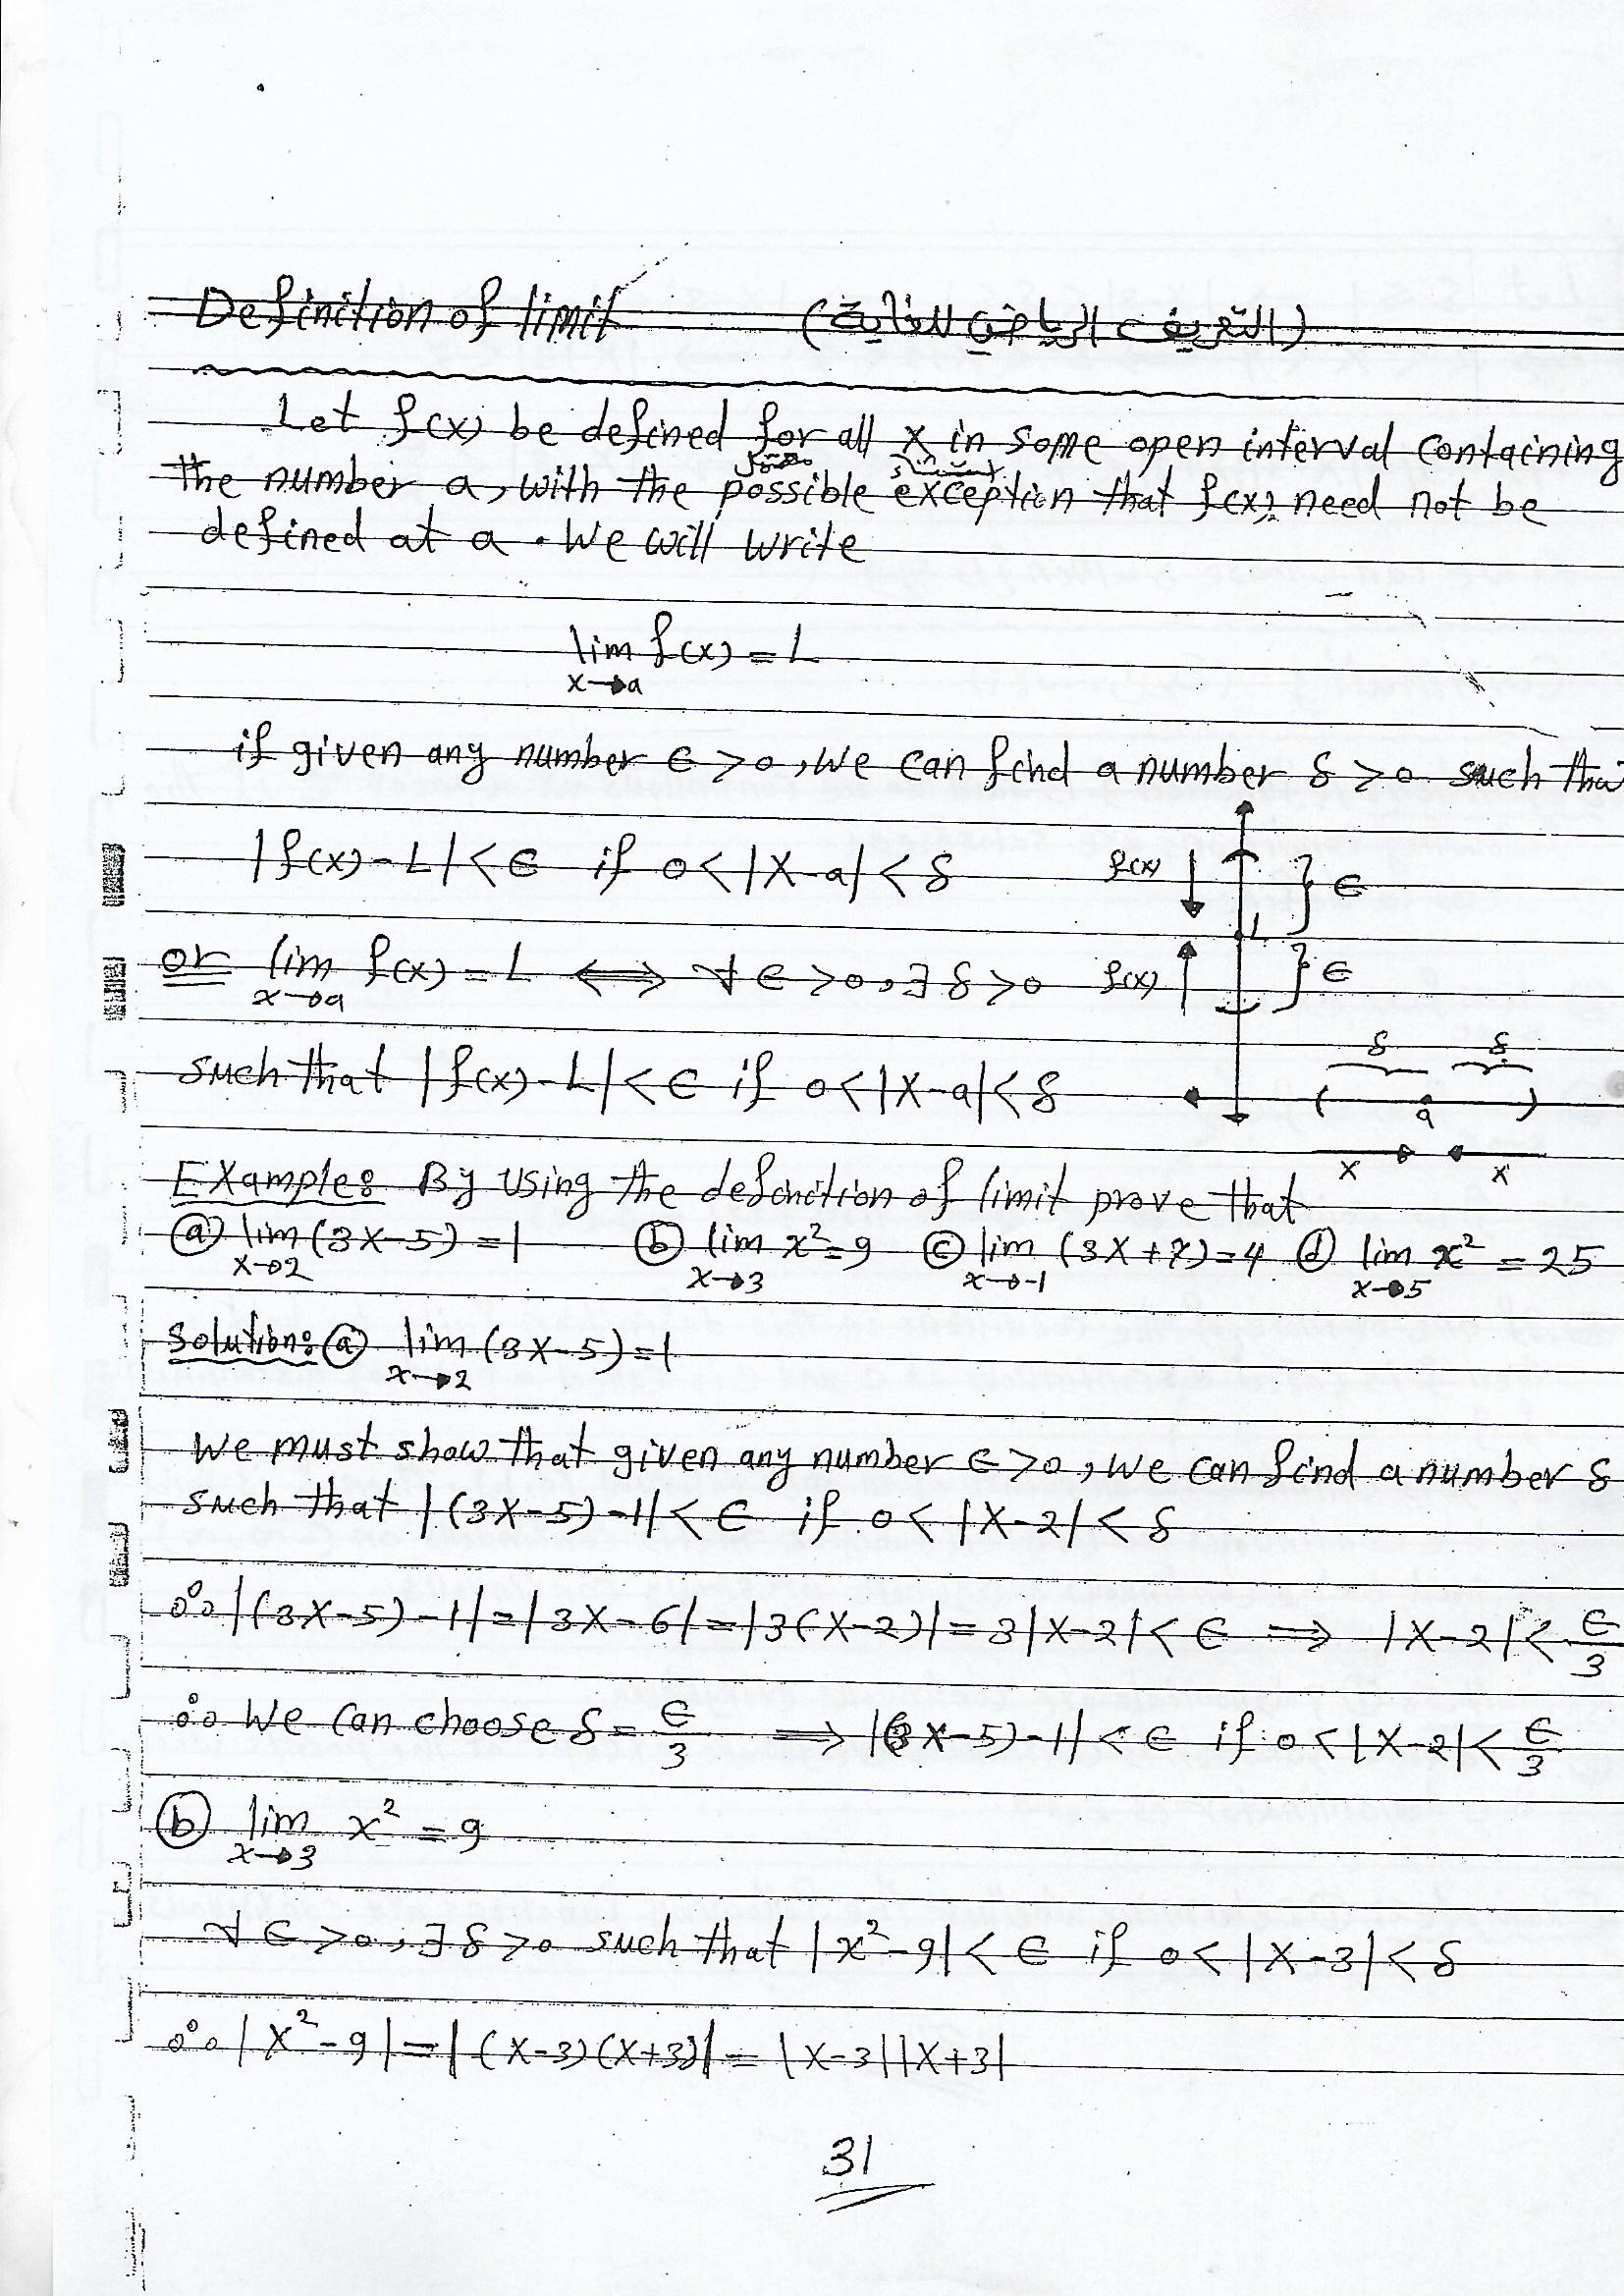 Definition of limit (التعريف الرياضي للغاية)
Let f(x) be defined for all x in some open interval containing
the number a, with the possible exception that f(x) need not be
defined at a. We will write
lim f(x) = L
x→a
if given any number ε > 0, we can find a number δ > 0 such tha
|f(x) - L| < ε if 0 < |x-a| < δ
f(x) } ε
L
or lim f(x) = L ⟺ ∀ ε > 0, ∃ δ > 0
x→a
f(x) } ε
δ δ
such that |f(x) - L| < ε if 0 < |x-a| < δ
( a )
x x
Example: By using the definition of limit prove that
(a) lim (3x-5) = 1 (b) lim x² = 9 (c) lim (3x+7) = 4 (d) lim x² = 25
x→2 x→3 x→-1 x→5
Solution: (a) lim (3x-5) = 1
x→2
We must show that given any number ε > 0, we can find a number δ
such that |(3x-5)-1| < ε if 0 < |x-2| < δ
∵ |(3x-5)-1| = |3x-6| = |3(x-2)| = 3|x-2| < ε ⟹ |x-2| < ε/3
∴ We can choose δ = ε/3 ⟹ |(3x-5)-1| < ε if 0 < |x-2| < ε/3
(b) lim x² = 9
x→3
∀ ε > 0, ∃ δ > 0 such that |x²-9| < ε if 0 < |x-3| < δ
∵ |x²-9| = |(x-3)(x+3)| = |x-3||x+3|
31